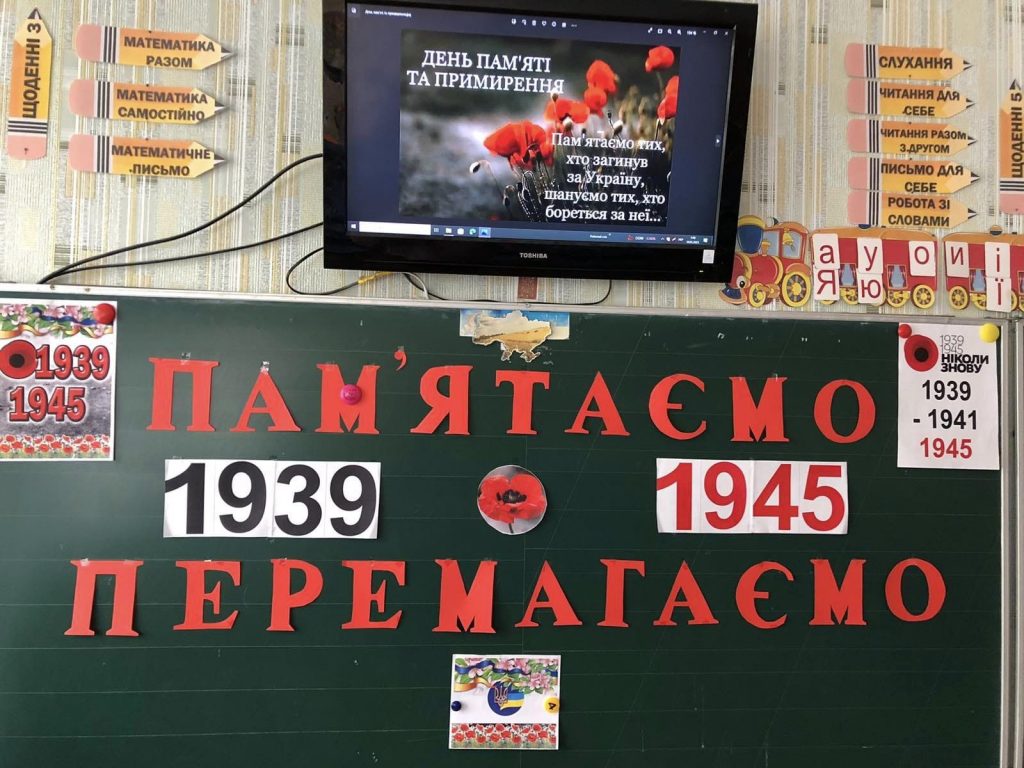 ЩОДЕННІ 3
МАТЕМАТИКА
РАЗОМ
МАТЕМАТИКА
САМОСТІЙНО
МАТЕМАТИЧНЕ
ПИСЬМО
ДЕНЬ ПАМ'ЯТІ
ТА ПРИМИРЕННЯ
Пам'ятаємо тих,
хто загинув
за Україну,
шануємо тих, хто
бореться за неї...
TOSHIBA
СЛУХАННЯ
ЧИТАННЯ ДЛЯ
СЕБЕ
ЧИТАННЯ РАЗОМ
З ДРУГОМ
ПИСЬМО ДЛЯ
СЕБЕ
РОБОТА ЗІ
СЛОВАМИ
ЩОДЕННІ 5
а у о и і
я ю ї
1939
1945
ПАМ'ЯТАЄМО
1939 1945
ПЕРЕМАГАЄМО
1939
1945
НІКОЛИ
ЗНОВУ
1939
- 1941
1945